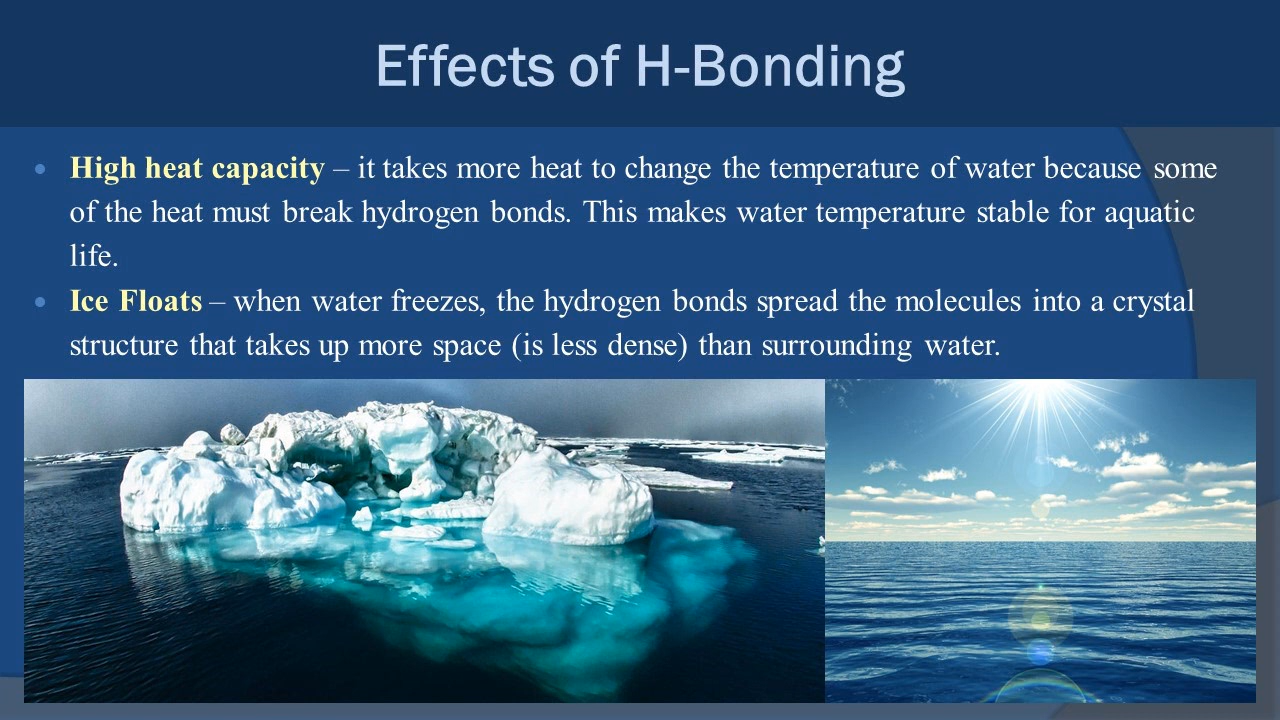 Effects of H-Bonding
• High heat capacity – it takes more heat to change the temperature of water because some
of the heat must break hydrogen bonds. This makes water temperature stable for aquatic
life.
• Ice Floats – when water freezes, the hydrogen bonds spread the molecules into a crystal
structure that takes up more space (is less dense) than surrounding water.